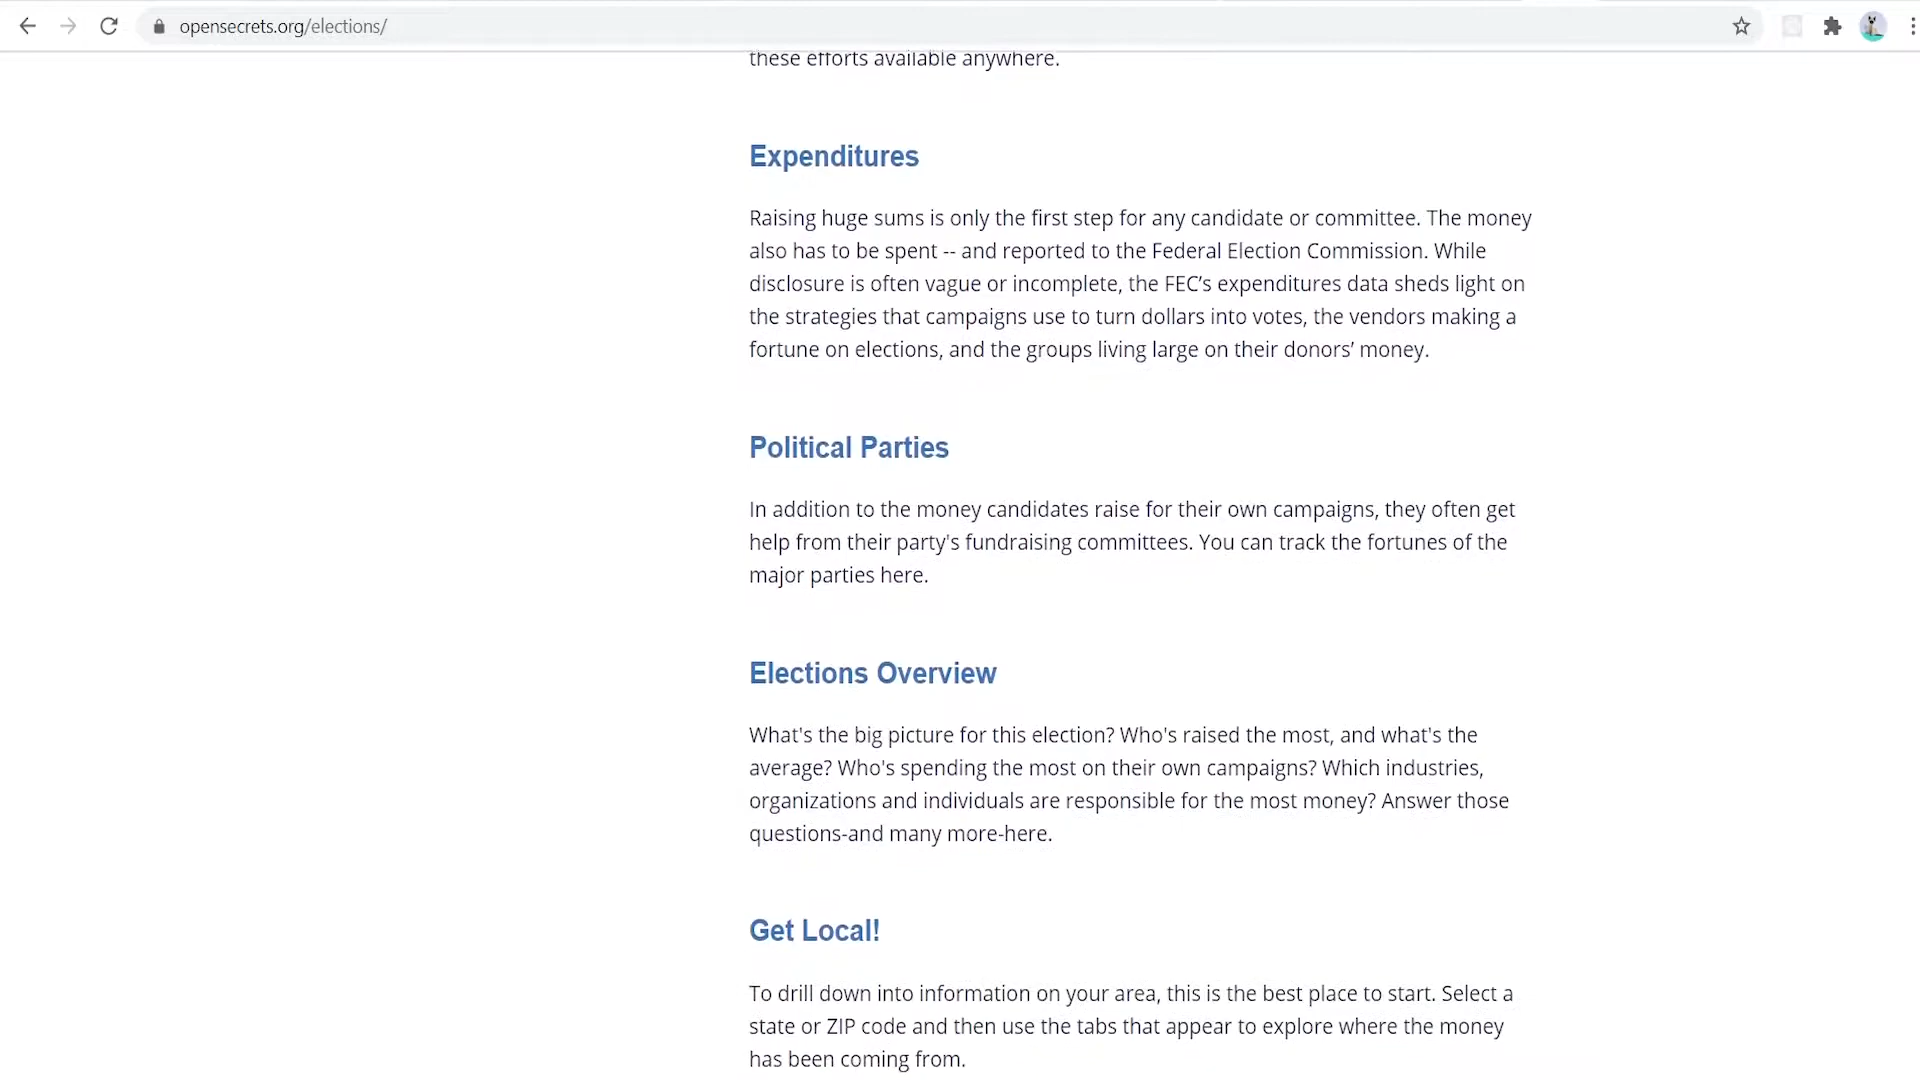 opensecrets.org/elections/
these efforts available anywhere.
Expenditures
Raising huge sums is only the first step for any candidate or committee. The money
also has to be spent -- and reported to the Federal Election Commission. While
disclosure is often vague or incomplete, the FEC’s expenditures data sheds light on
the strategies that campaigns use to turn dollars into votes, the vendors making a
fortune on elections, and the groups living large on their donors’ money.
Political Parties
In addition to the money candidates raise for their own campaigns, they often get
help from their party's fundraising committees. You can track the fortunes of the
major parties here.
Elections Overview
What's the big picture for this election? Who's raised the most, and what's the
average? Who's spending the most on their own campaigns? Which industries,
organizations and individuals are responsible for the most money? Answer those
questions-and many more-here.
Get Local!
To drill down into information on your area, this is the best place to start. Select a
state or ZIP code and then use the tabs that appear to explore where the money
has been coming from.